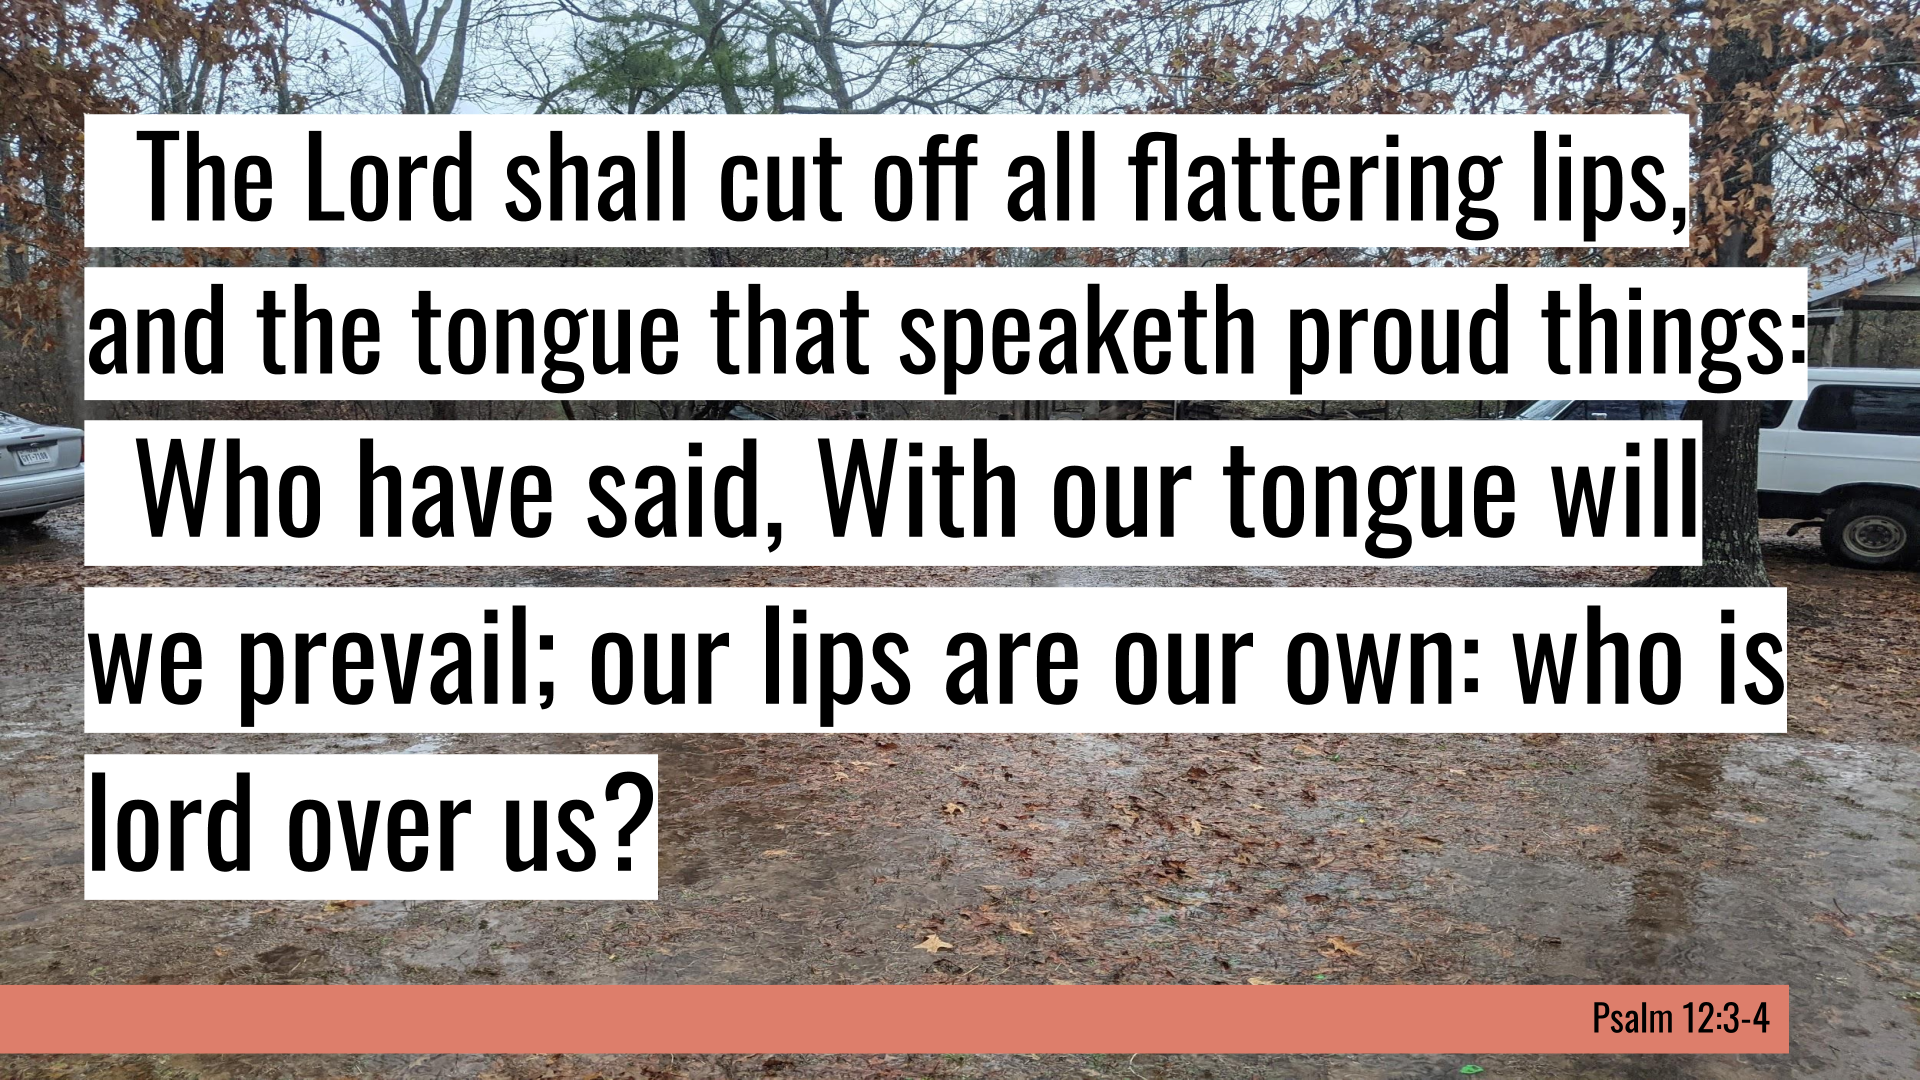 The Lord shall cut off all flattering lips,
and the tongue that speaketh proud things:
Who have said, With our tongue will
we prevail; our lips are our own: who is
lord over us?
Psalm 12:3-4